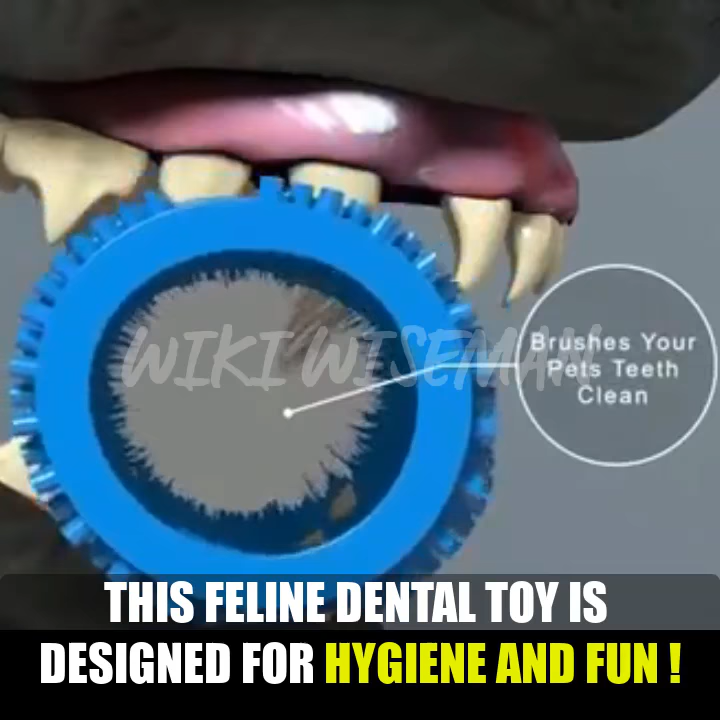 WIKI WISEMAN
Brushes Your
Pets Teeth
Clean
THIS FELINE DENTAL TOY IS
DESIGNED FOR HYGIENE AND FUN !